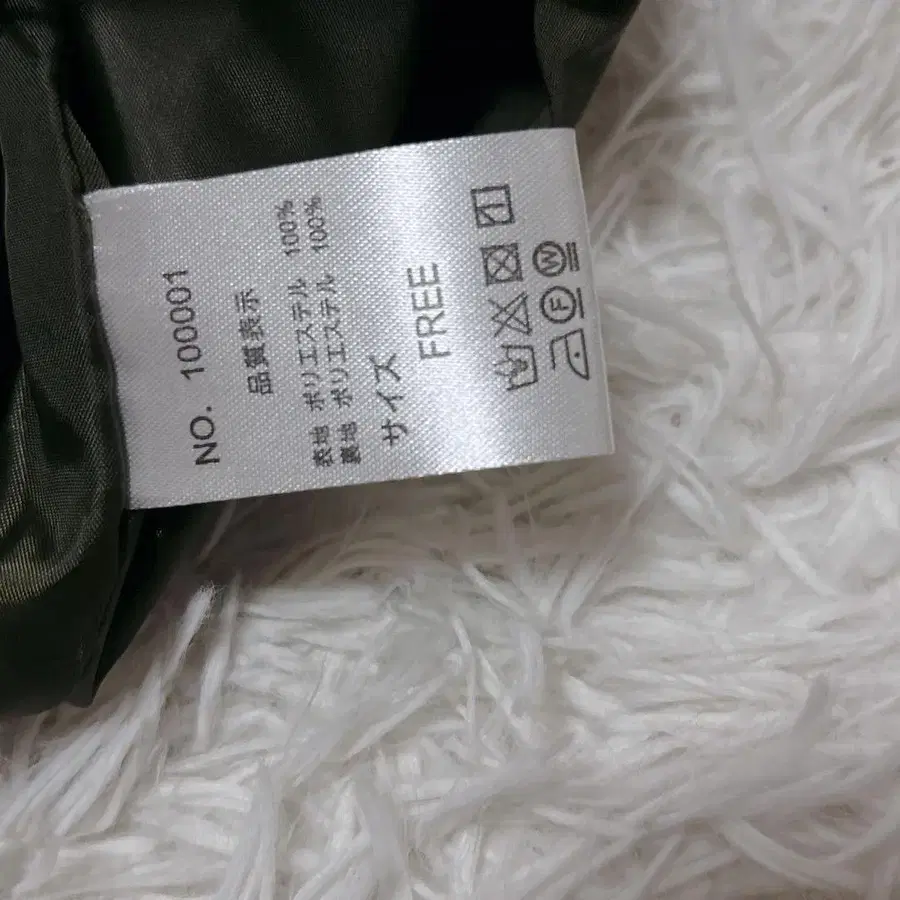 NO. 10001
品質表示
表地 ポリエステル 100%
裏地 ポリエステル 100%
サイズ
FREE
F W